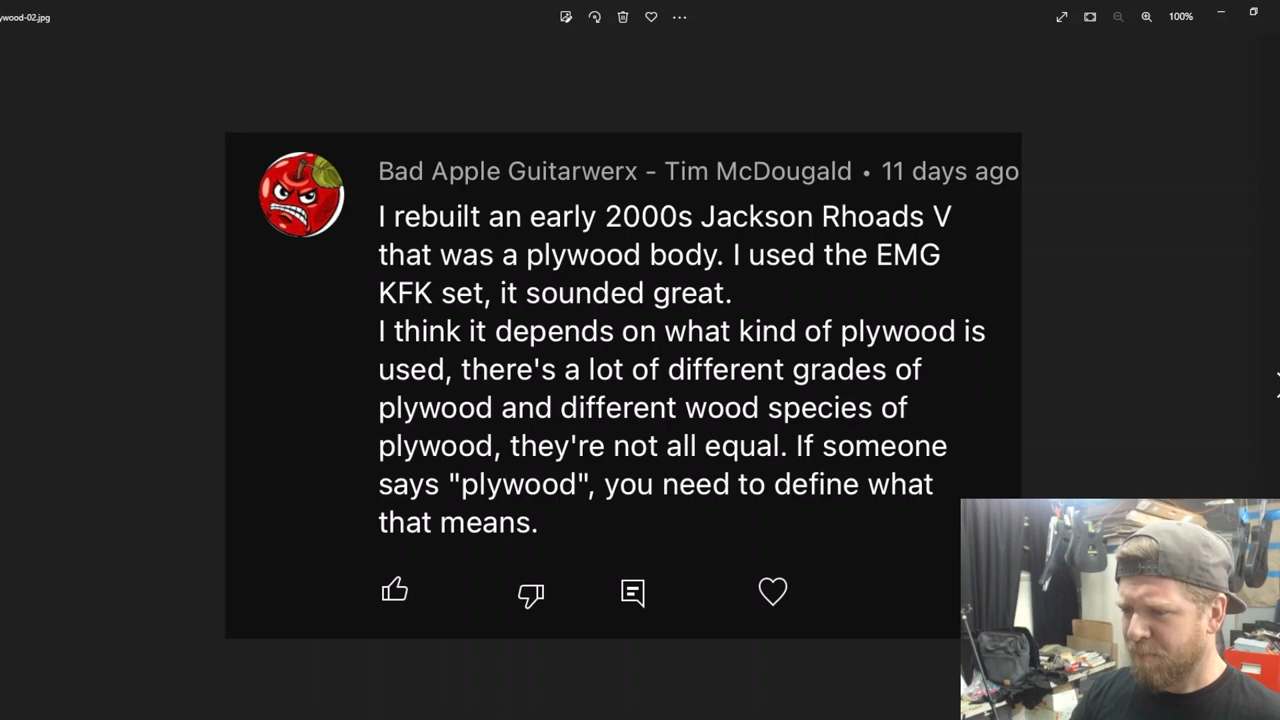 ywood-02.jpg
100%
Bad Apple Guitarwerx - Tim McDougald • 11 days ago
I rebuilt an early 2000s Jackson Rhoads V
that was a plywood body. I used the EMG
KFK set, it sounded great.
I think it depends on what kind of plywood is
used, there's a lot of different grades of
plywood and different wood species of
plywood, they're not all equal. If someone
says "plywood", you need to define what
that means.